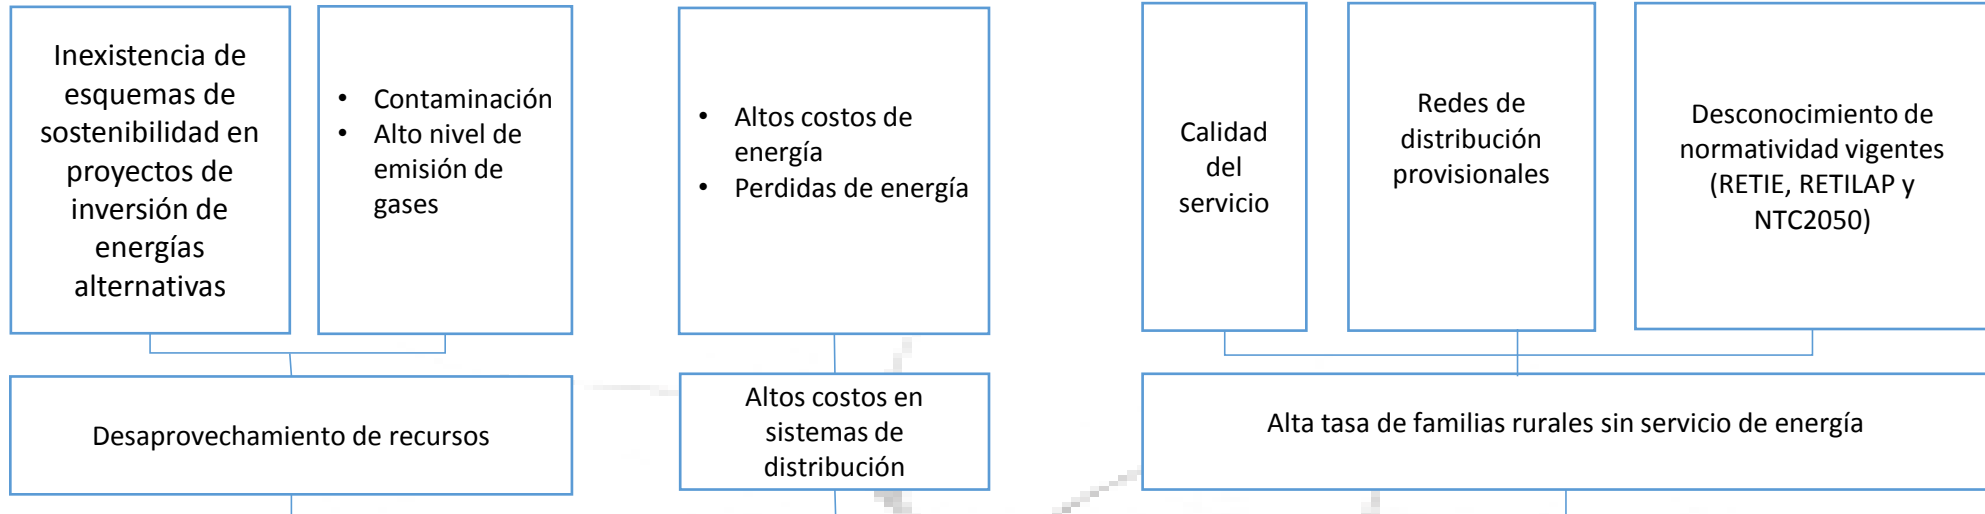 Inexistencia de
esquemas de
sostenibilidad en
proyectos de
inversión de
energías
alternativas
• Contaminación
• Alto nivel de
emisión de
gases
• Altos costos de
energía
• Perdidas de energía
Calidad
del
servicio
Redes de
distribución
provisionales
Desconocimiento de
normatividad vigentes
(RETIE, RETILAP y
NTC2050)
Desaprovechamiento de recursos
Altos costos en
sistemas de
distribución
Alta tasa de familias rurales sin servicio de energía